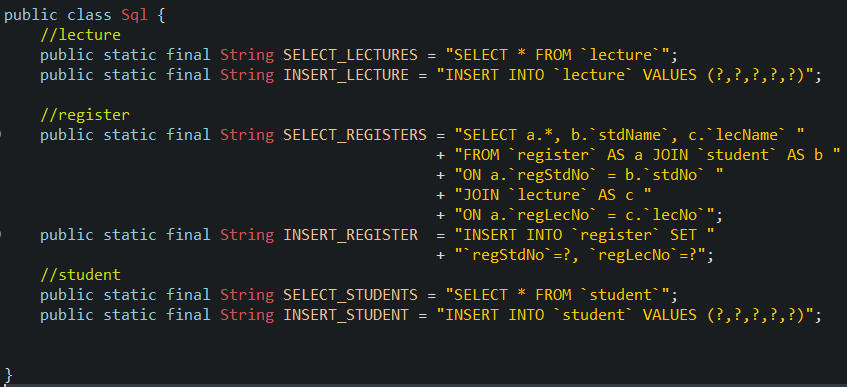 public class Sql {
    //lecture
    public static final String SELECT_LECTURES = "SELECT * FROM `lecture`";
    public static final String INSERT_LECTURE = "INSERT INTO `lecture` VALUES (?,?,?,?,?)";
    //register
    public static final String SELECT_REGISTERS = "SELECT a.*, b.`stdName`, c.`lecName` "
                                                + "FROM `register` AS a JOIN `student` AS b "
                                                + "ON a.`regStdNo` = b.`stdNo` "
                                                + "JOIN `lecture` AS c "
                                                + "ON a.`regLecNo` = c.`lecNo`";
    public static final String INSERT_REGISTER  = "INSERT INTO `register` SET "
                                                + "`regStdNo`=?, `regLecNo`=?";
    //student
    public static final String SELECT_STUDENTS = "SELECT * FROM `student`";
    public static final String INSERT_STUDENT = "INSERT INTO `student` VALUES (?,?,?,?,?)";
}